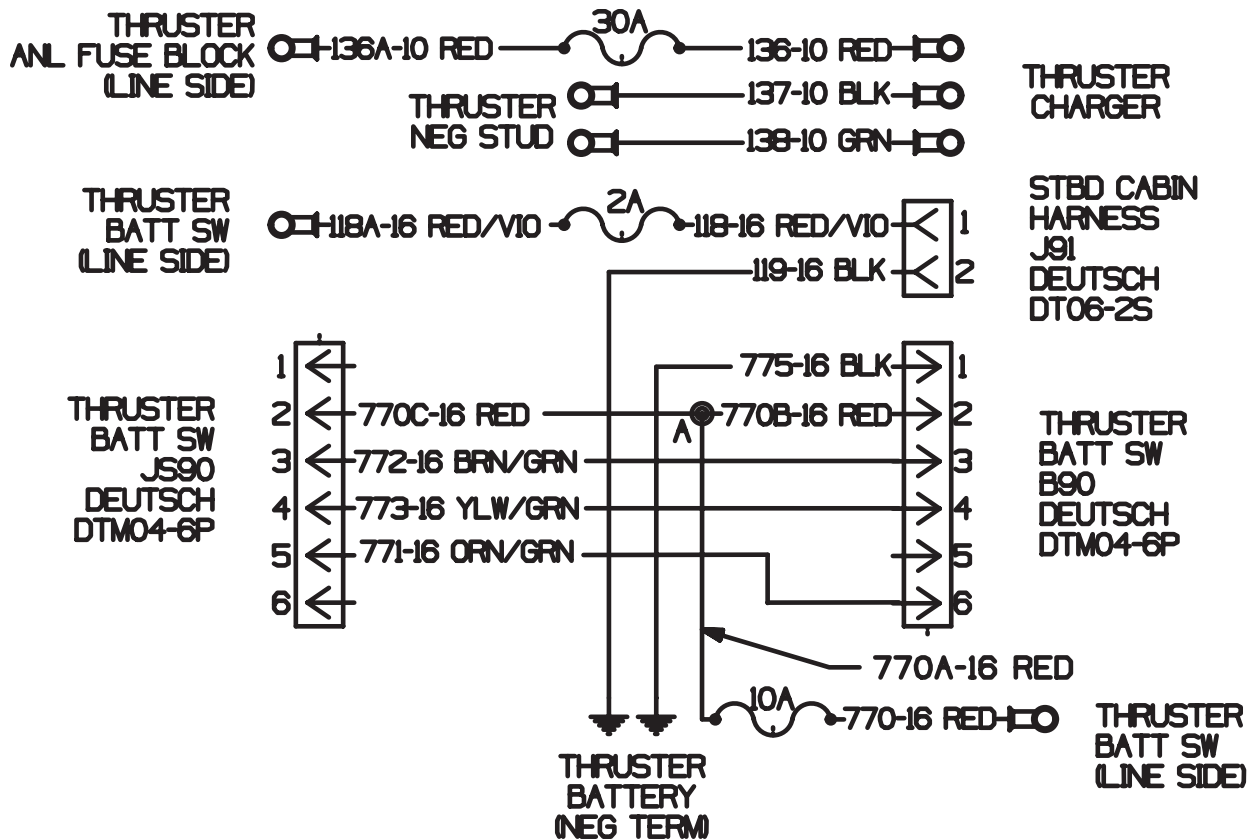 THRUSTER
ANL FUSE BLOCK
(LINE SIDE)
136A-10 RED
30A
136-10 RED
THRUSTER
NEG STUD
137-10 BLK
138-10 GRN
THRUSTER
CHARGER
THRUSTER
BATT SW
(LINE SIDE)
118A-16 RED/VIO
2A
118-16 RED/VIO
1
119-16 BLK
2
STBD CABIN
HARNESS
J91
DEUTSCH
DT06-2S
THRUSTER
BATT SW
JS90
DEUTSCH
DTM04-6P
1
2
3
4
5
6
770C-16 RED
772-16 BRN/GRN
773-16 YLW/GRN
771-16 ORN/GRN
775-16 BLK
A
770B-16 RED
1
2
3
4
5
6
THRUSTER
BATT SW
B90
DEUTSCH
DTM04-6P
770A-16 RED
10A
770-16 RED
THRUSTER
BATT SW
(LINE SIDE)
THRUSTER
BATTERY
(NEG TERM)